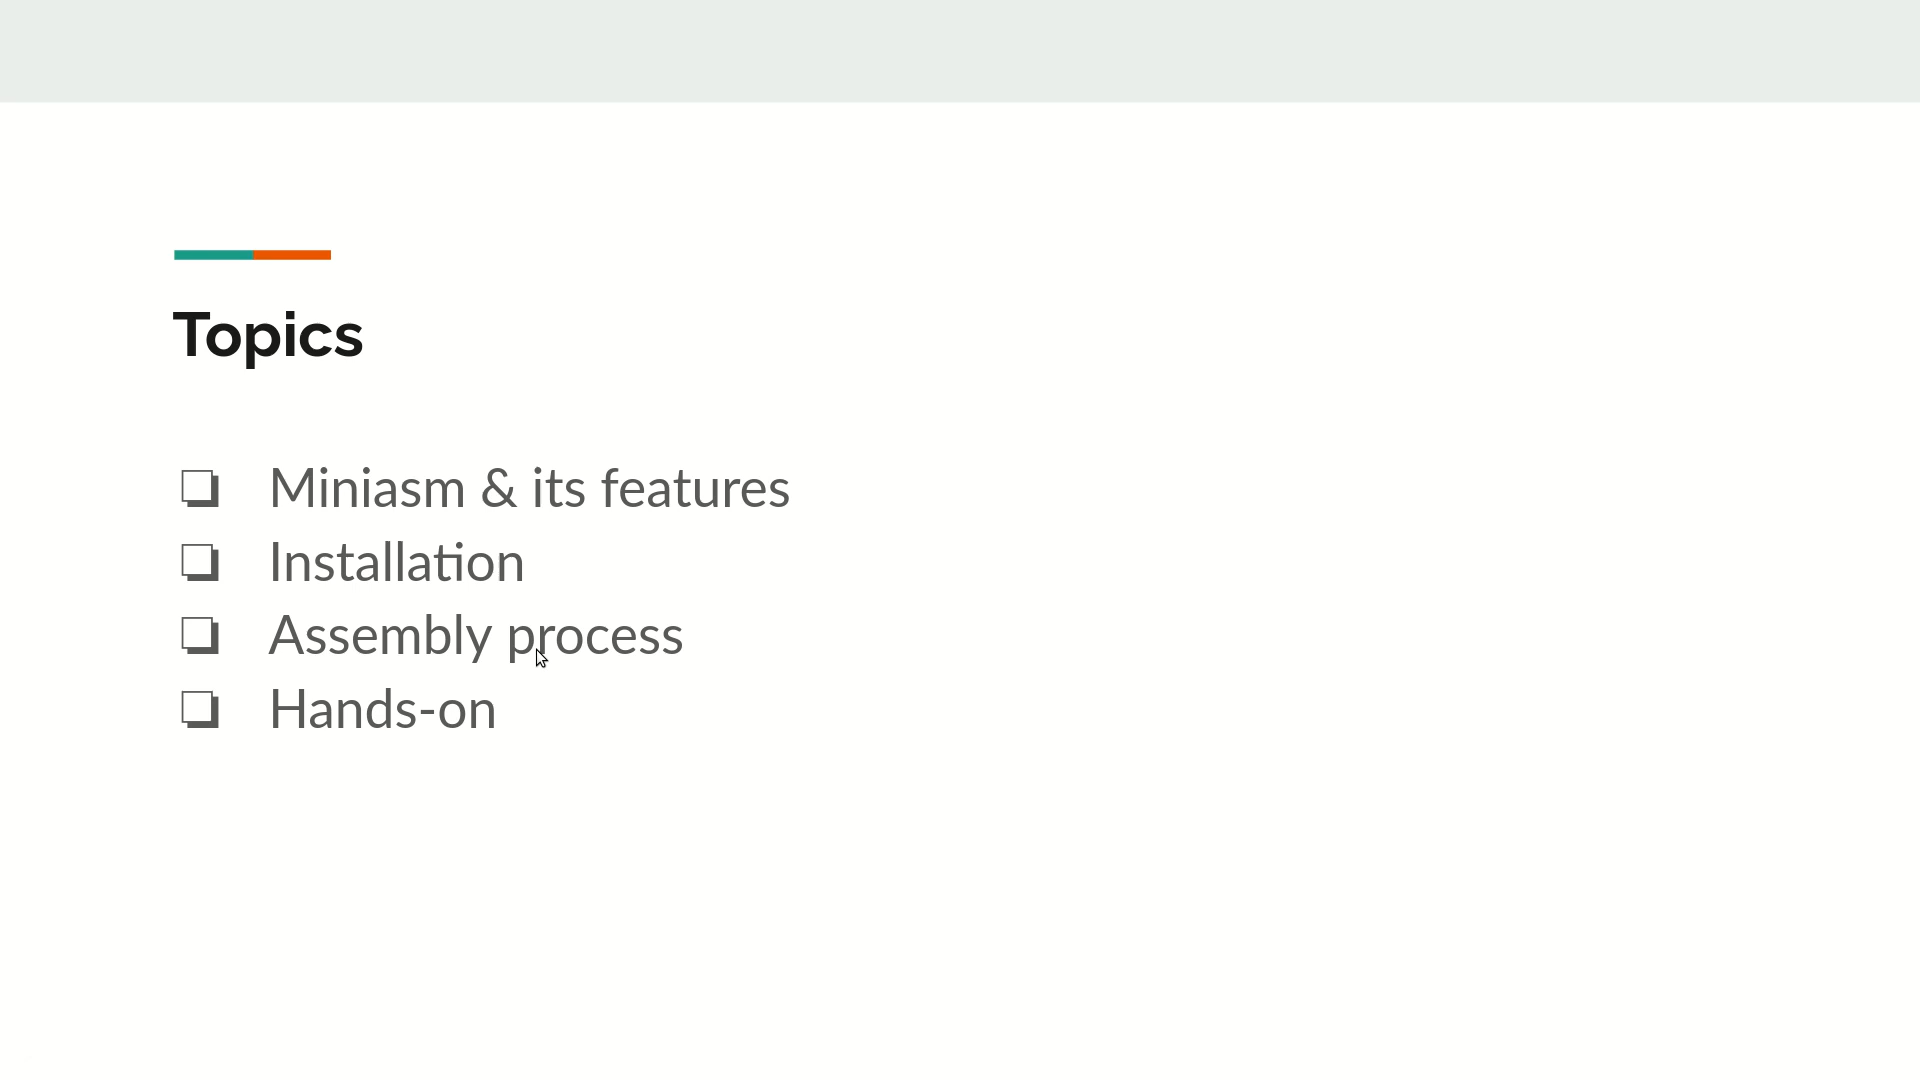 Topics
❏ Miniasm & its features
❏ Installation
❏ Assembly process
❏ Hands-on